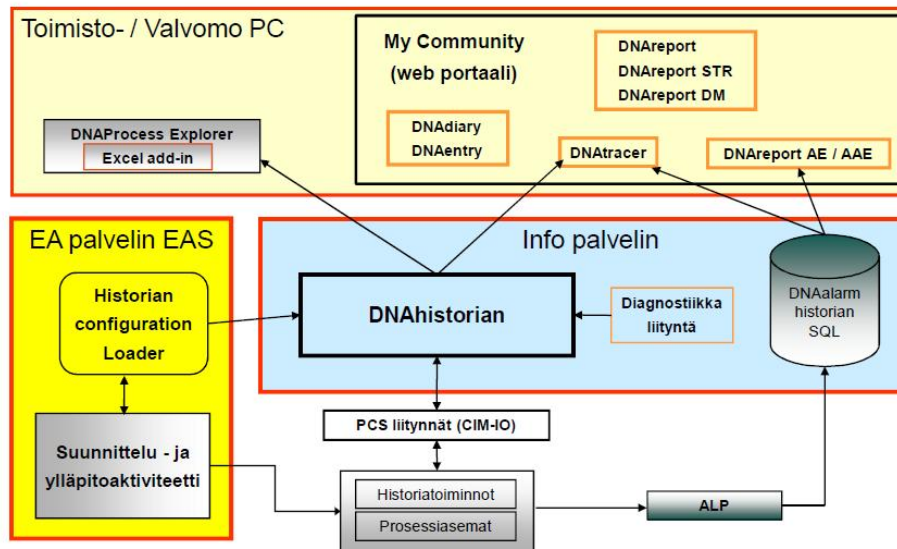 Toimisto- / Valvomo PC
My Community
(web portaali)
DNAreport
DNAreport STR
DNAreport DM
DNAProcess Explorer
Excel add-in
DNAdiary
DNAentry
DNAtracer
DNAreport AE / AAE
EA palvelin EAS
Info palvelin
Historian
configuration
Loader
DNAhistorian
Diagnostiikka
liityntä
DNAalarm
historian
SQL
PCS liitynnät (CIM-IO)
Suunnittelu - ja
ylläpitoaktiviteetti
Historiatoiminnot
Prosessiasemat
ALP